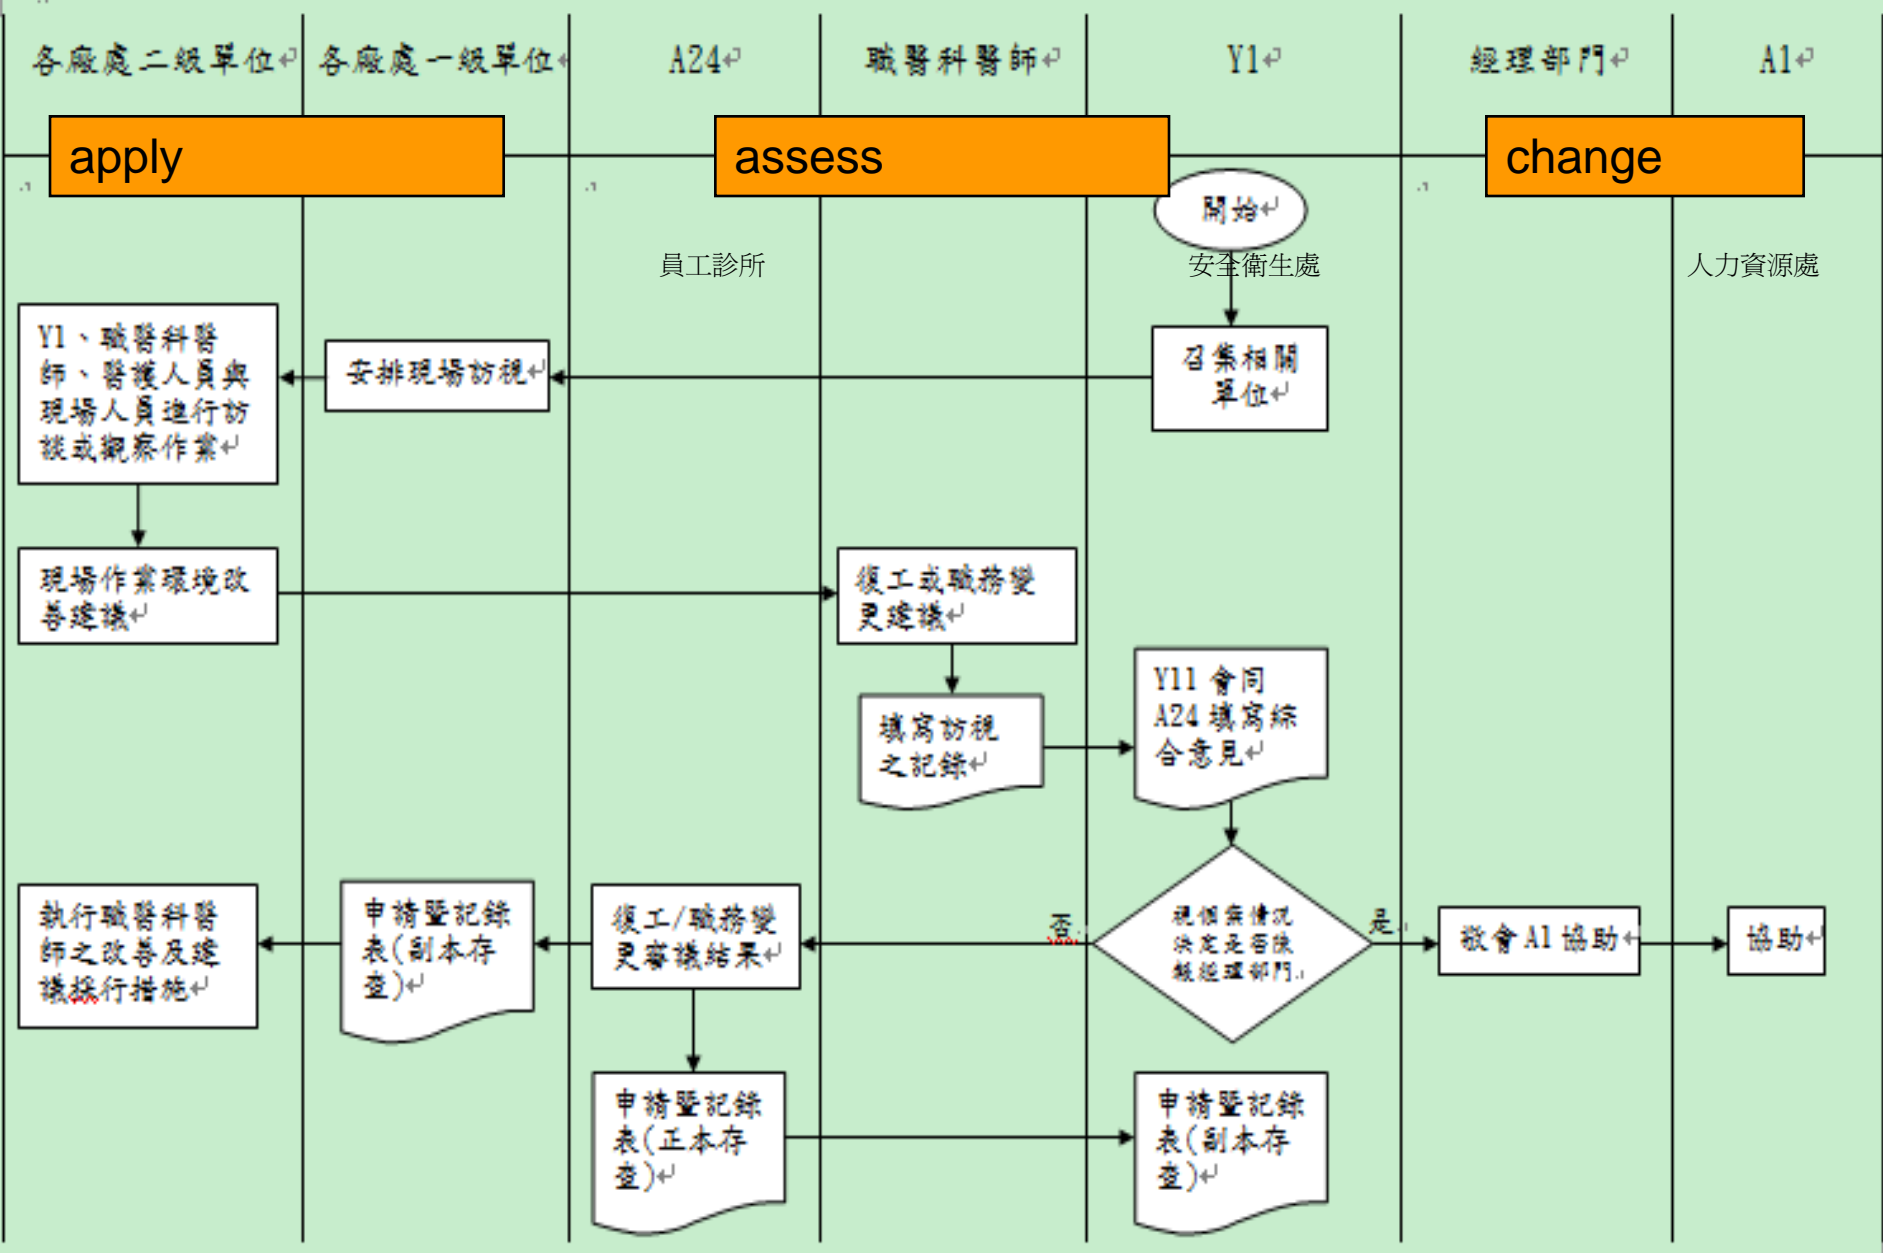 各廠處二級單位
各廠處一級單位
A24
職醫科醫師
Y1
經理部門
A1
apply
assess
change
開始
員工診所
安全衛生處
人力資源處
Y1、職醫科醫
師、醫護人員與
現場人員進行訪
談或觀察作業
安排現場訪視
召集相關
單位
現場作業環境改
善建議
復工或職務變
更建議
填寫訪視
之記錄
Y11 會同
A24 填寫綜
合意見
執行職醫科醫
師之改善及建
議採行措施
申請暨記錄
表(副本存
查)
復工/職務變
更審議結果
否
視個案情況
決定是否陳
報經理部門
是
敬會 A1 協助
協助
申請暨記錄
表(正本存
查)
申請暨記錄
表(副本存
查)